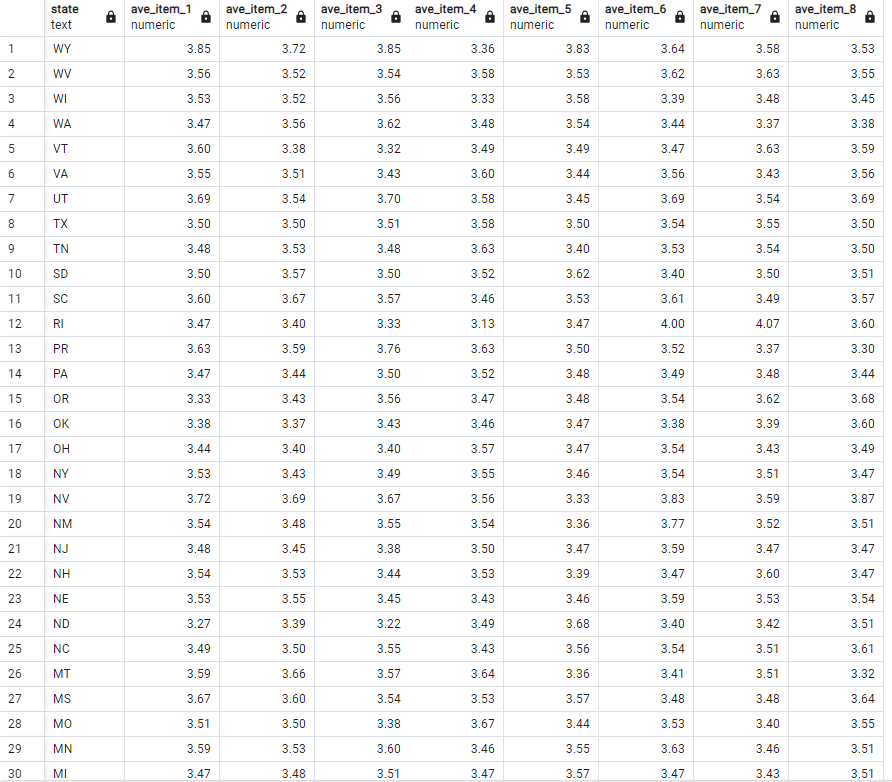 state ave_item_1 ave_item_2 ave_item_3 ave_item_4 ave_item_5 ave_item_6 ave_item_7 ave_item_8
text numeric numeric numeric numeric numeric numeric numeric numeric
1 WY 3.85 3.72 3.85 3.36 3.83 3.64 3.58 3.53
2 WV 3.56 3.52 3.54 3.58 3.53 3.62 3.63 3.55
3 WI 3.53 3.52 3.56 3.33 3.58 3.39 3.48 3.45
4 WA 3.47 3.56 3.62 3.48 3.54 3.44 3.37 3.38
5 VT 3.60 3.38 3.32 3.49 3.49 3.47 3.63 3.59
6 VA 3.55 3.51 3.43 3.60 3.44 3.56 3.43 3.56
7 UT 3.69 3.54 3.70 3.58 3.45 3.69 3.54 3.69
8 TX 3.50 3.50 3.51 3.58 3.50 3.54 3.55 3.50
9 TN 3.48 3.53 3.48 3.63 3.40 3.53 3.54 3.50
10 SD 3.50 3.57 3.50 3.52 3.62 3.40 3.50 3.51
11 SC 3.60 3.67 3.57 3.46 3.53 3.61 3.49 3.57
12 RI 3.47 3.40 3.33 3.13 3.47 4.00 4.07 3.60
13 PR 3.63 3.59 3.76 3.63 3.50 3.52 3.37 3.30
14 PA 3.47 3.44 3.50 3.52 3.48 3.49 3.48 3.44
15 OR 3.33 3.43 3.56 3.47 3.48 3.54 3.62 3.68
16 OK 3.38 3.37 3.43 3.46 3.47 3.38 3.39 3.60
17 OH 3.44 3.40 3.40 3.57 3.47 3.54 3.43 3.49
18 NY 3.53 3.43 3.49 3.55 3.46 3.54 3.51 3.47
19 NV 3.72 3.69 3.67 3.56 3.33 3.83 3.59 3.87
20 NM 3.54 3.48 3.55 3.54 3.36 3.77 3.52 3.51
21 NJ 3.48 3.45 3.38 3.50 3.47 3.59 3.47 3.47
22 NH 3.54 3.53 3.44 3.53 3.39 3.47 3.60 3.47
23 NE 3.53 3.55 3.45 3.43 3.46 3.59 3.53 3.54
24 ND 3.27 3.39 3.22 3.49 3.68 3.40 3.42 3.51
25 NC 3.49 3.50 3.55 3.43 3.56 3.54 3.51 3.61
26 MT 3.59 3.66 3.57 3.64 3.36 3.41 3.51 3.32
27 MS 3.67 3.60 3.54 3.53 3.57 3.48 3.48 3.64
28 MO 3.51 3.50 3.38 3.67 3.44 3.53 3.40 3.55
29 MN 3.59 3.53 3.60 3.46 3.55 3.63 3.46 3.51
30 MI 3.47 3.48 3.51 3.47 3.57 3.47 3.43 3.51